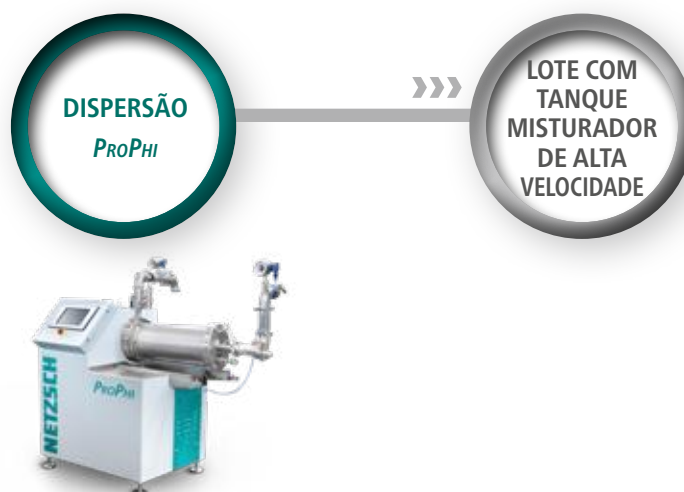 DISPERSÃO
PROPHI
LOTE COM
TANQUE
MISTURADOR
DE ALTA
VELOCIDADE
NETZSCH
PROPHI